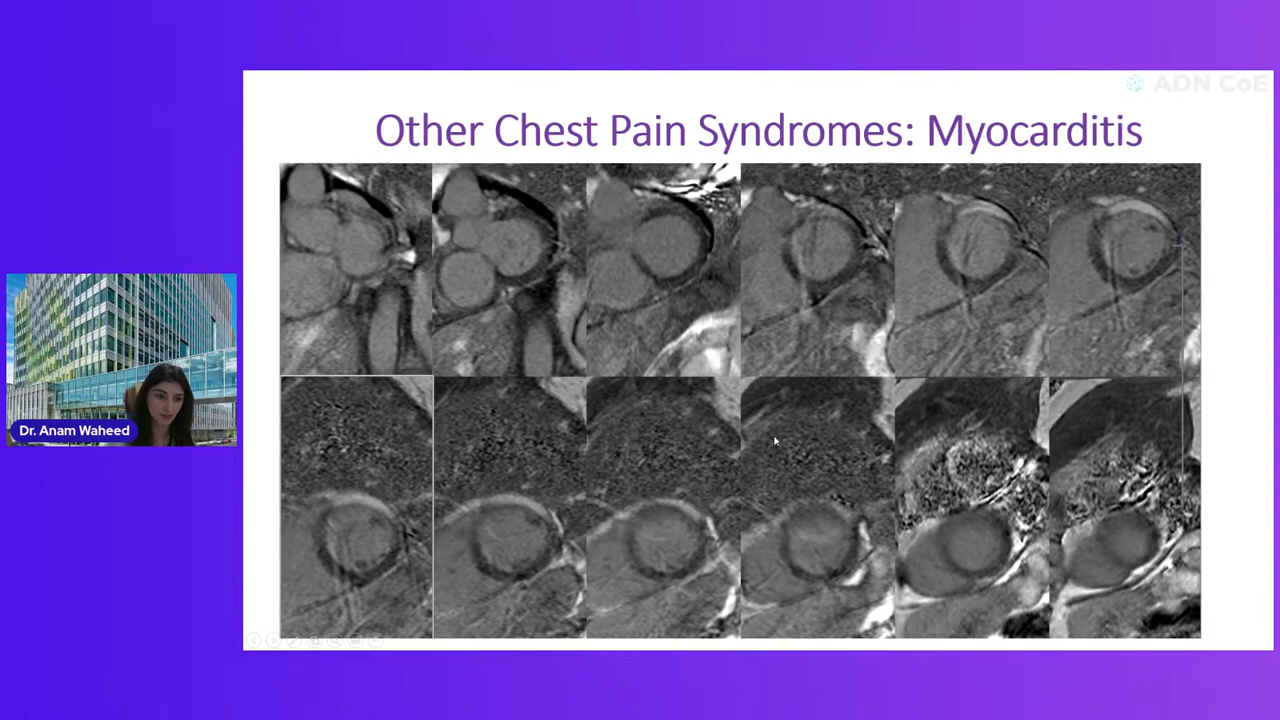 ADN CoE
Other Chest Pain Syndromes: Myocarditis
Dr. Anam Waheed